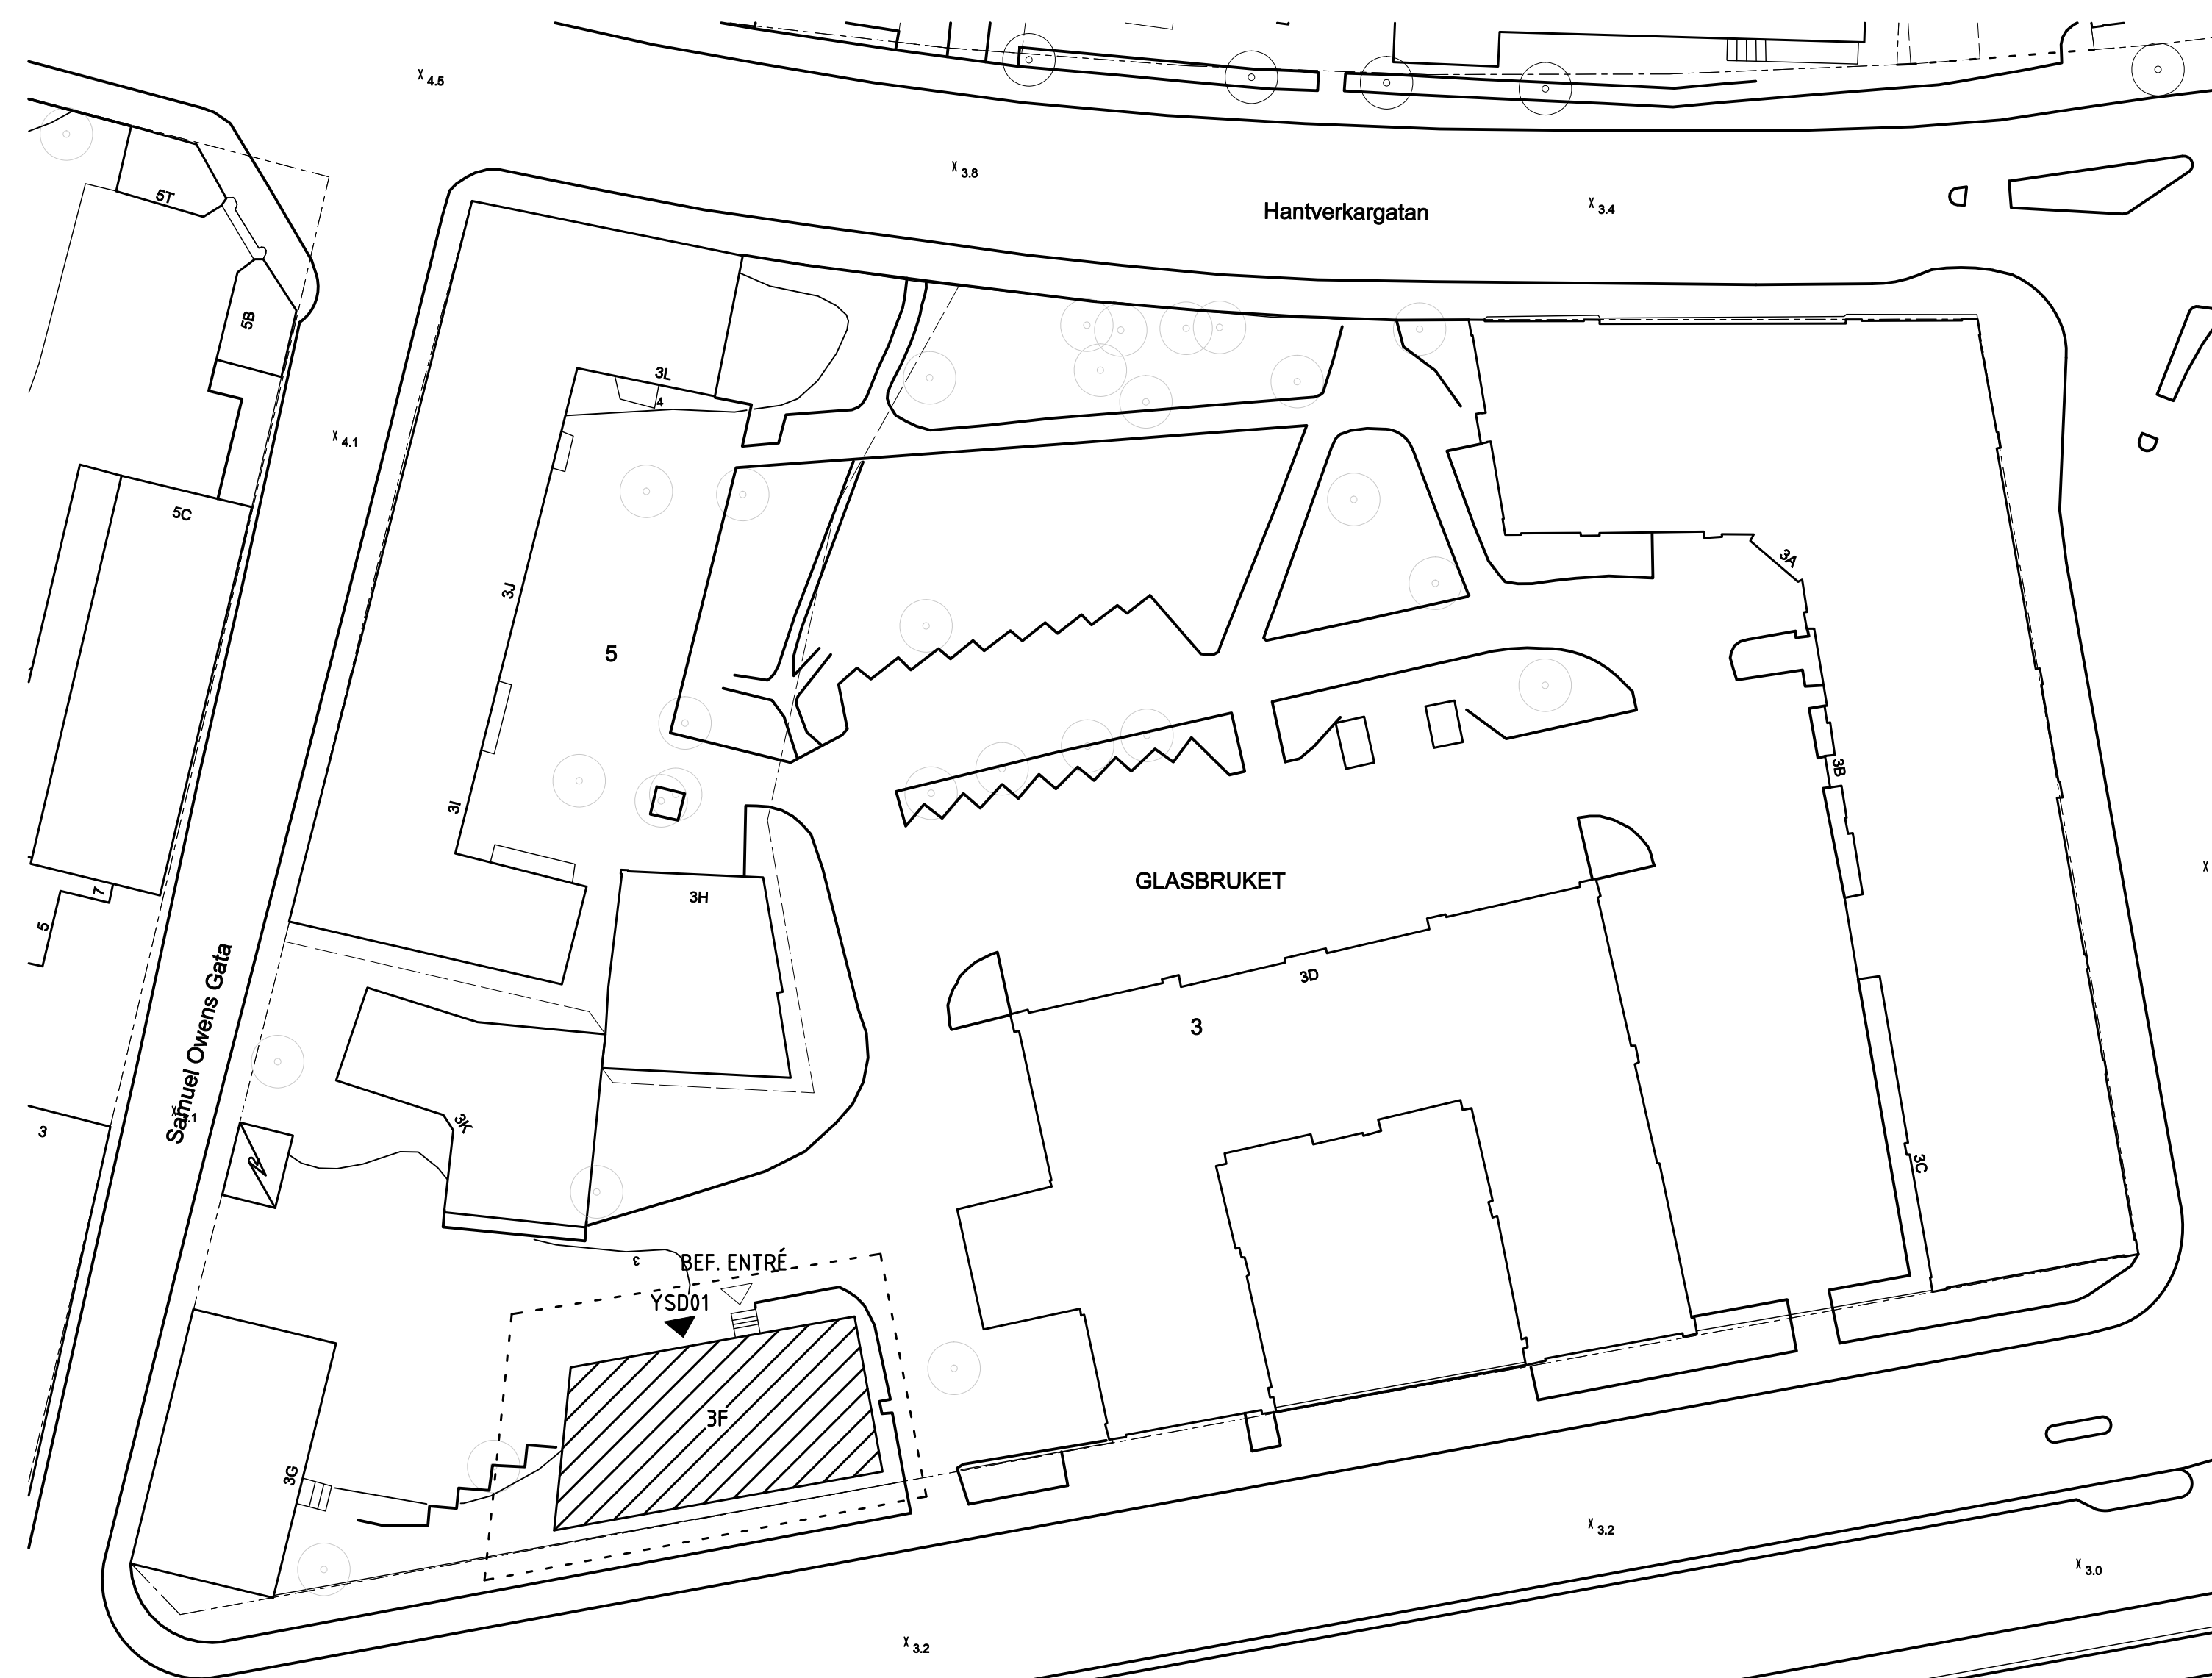 4.5
3.8
3.4
Hantverkargatan
5T
5B
3L
4
4.1
5C
3J
3A
5
3B
3I
GLASBRUKET
7
3H
5
3D
3
Samuel Owens Gata
3K
3
3C
3
BEF. ENTRÉ
YSD01
3F
3G
3.2
3.0
3.2